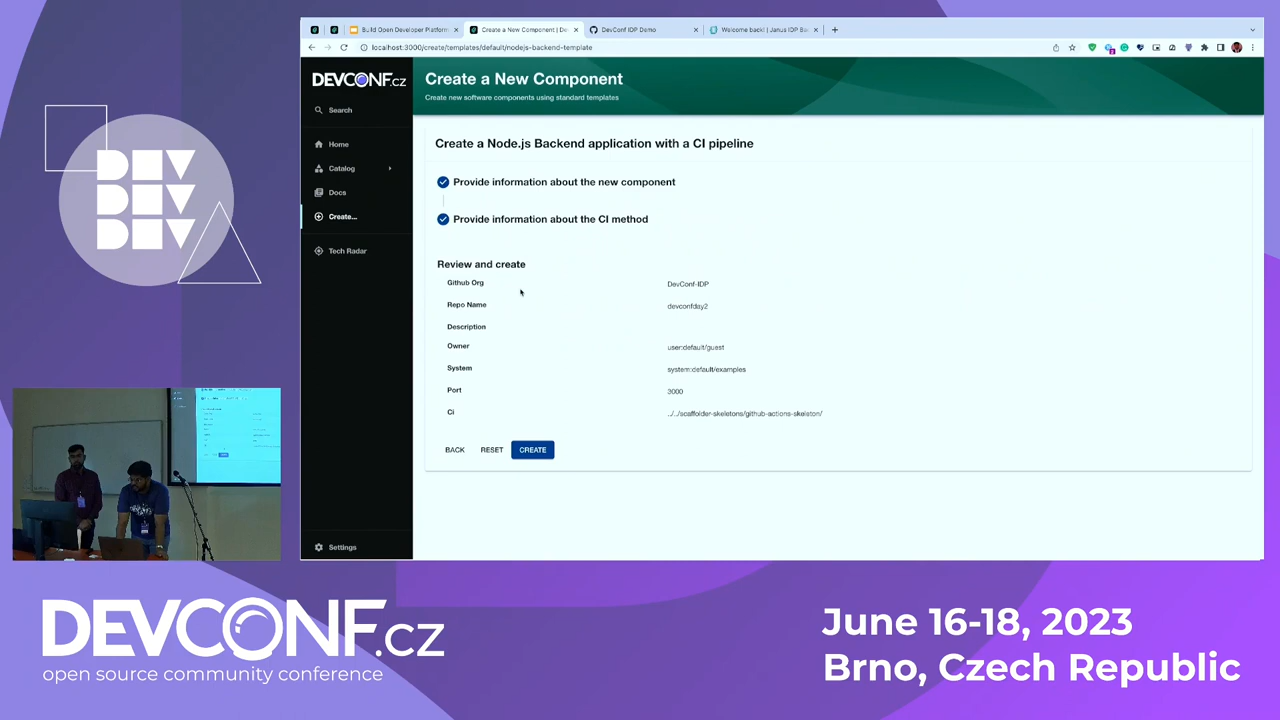 Build Open Developer Platform
Create a New Component | De
DevConf IDP Demo
Welcome back! | Janus IDP Ba
localhost:3000/create/templates/default/nodejs-backend-template
DEVCONF.cz
Search
Home
Catalog
Docs
Create...
Tech Radar
Settings
Create a New Component
Create new software components using standard templates
Create a Node.js Backend application with a CI pipeline
Provide information about the new component
Provide information about the CI method
Review and create
Github Org DevConf-IDP
Repo Name devconfday2
Description
Owner user:default/guest
System system:default/examples
Port 3000
Ci ../../scaffolder-skeletons/github-actions-skeleton/
BACK RESET CREATE
DEV
DEV
DEV
DEVCONF.cz
open source community conference
June 16-18, 2023
Brno, Czech Republic